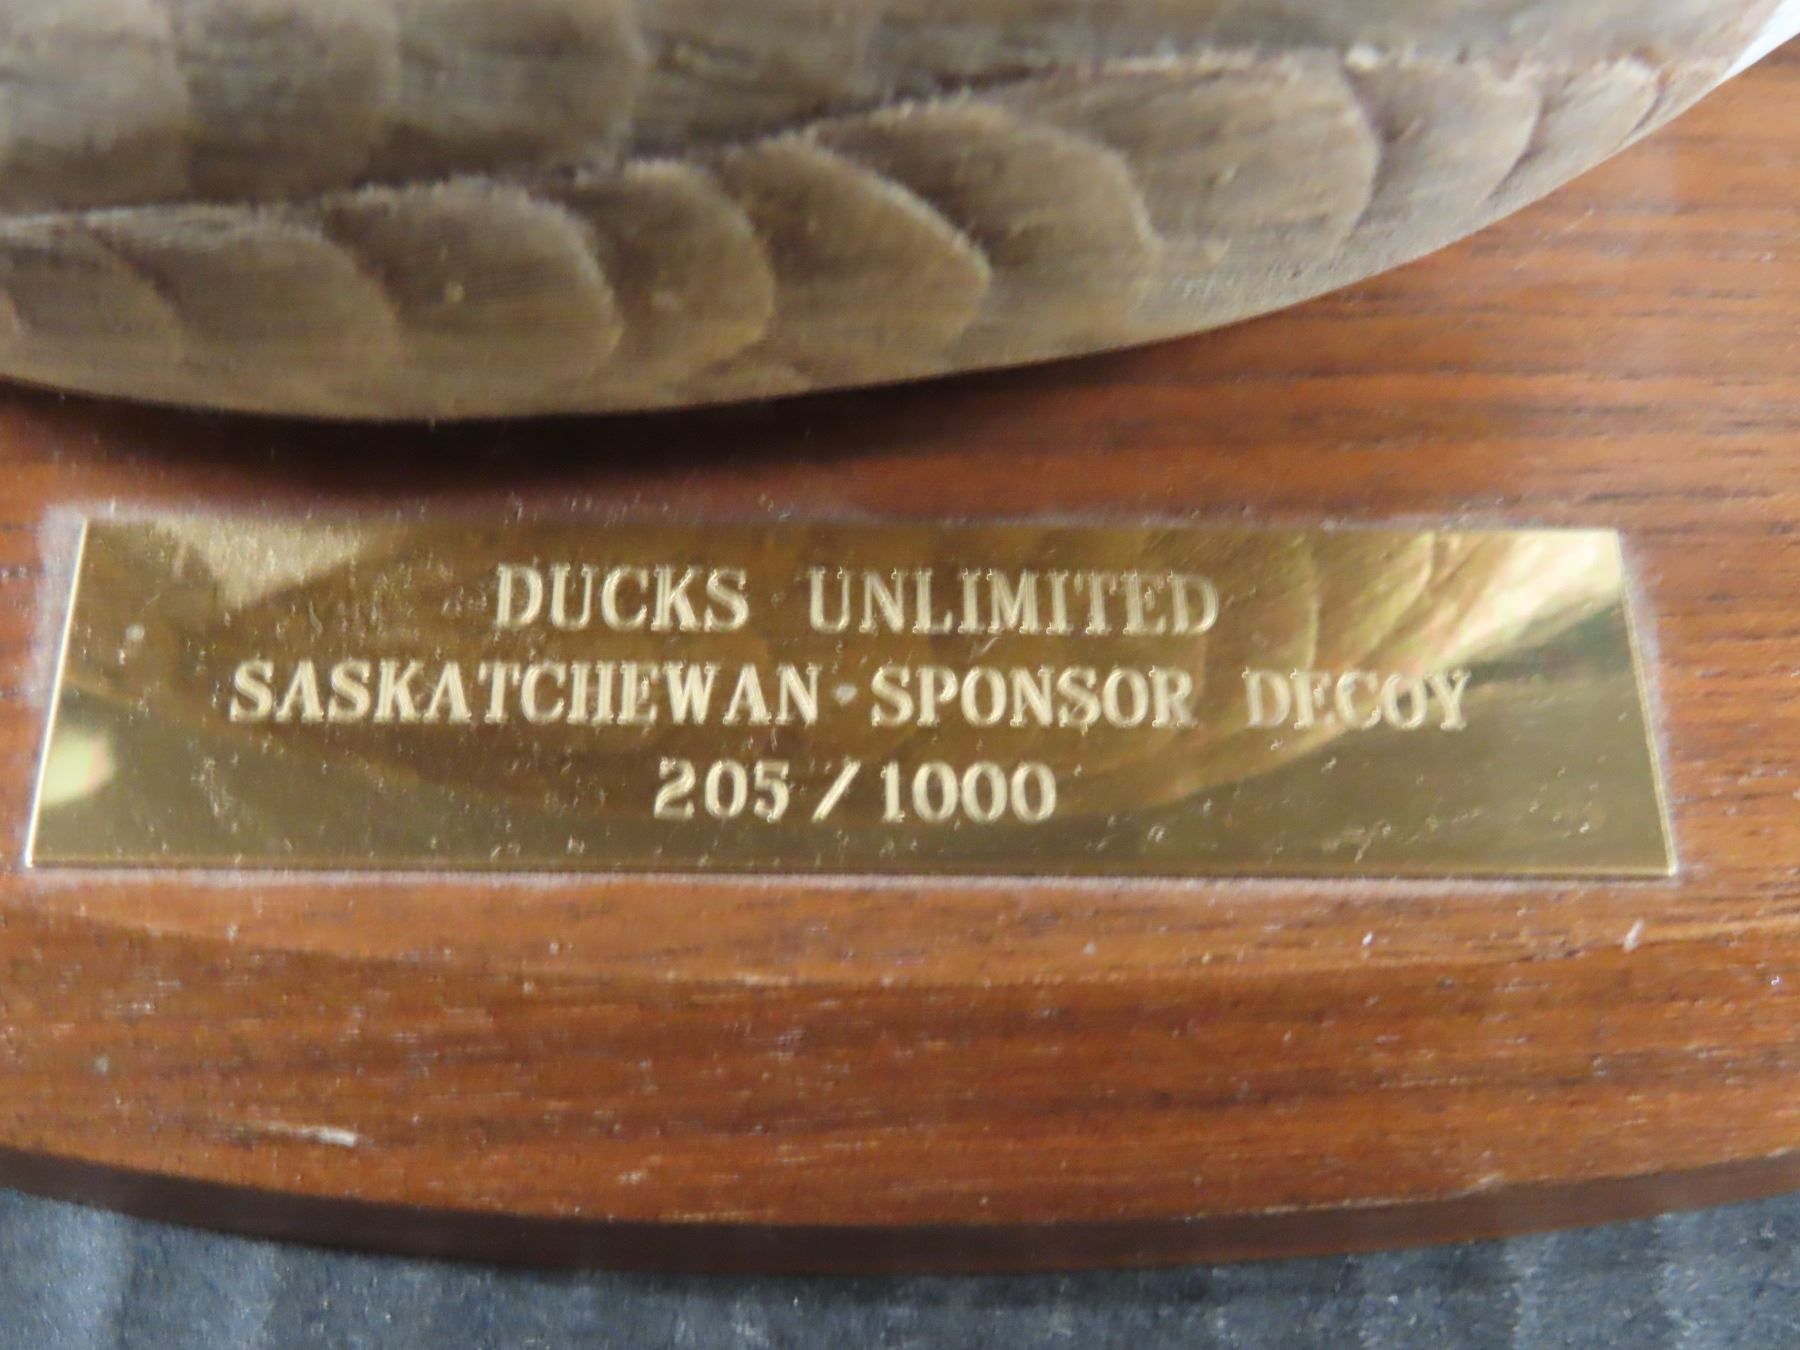 DUCKS UNLIMITED
SASKATCHEWAN · SPONSOR DECOY
205/1000